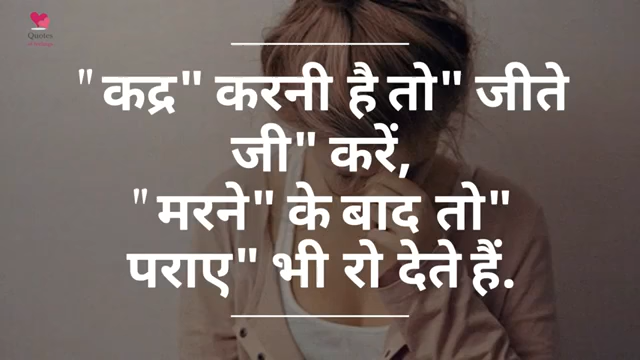 Quotes
"कद्र" करनी है तो" जीते
जी" करें,
"मरने" के बाद तो"
पराए" भी रो देते हैं.